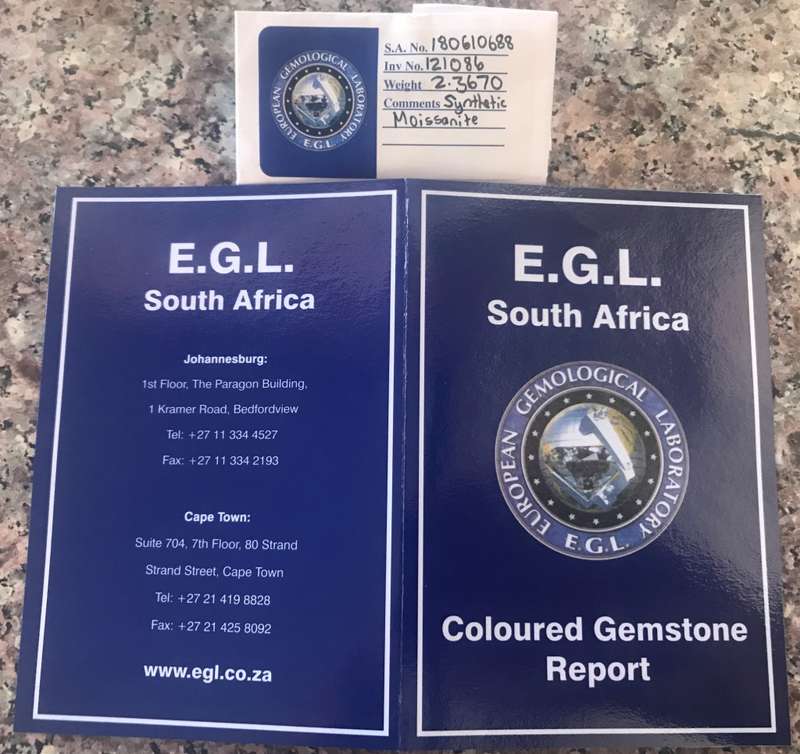 EUROPEAN GEMOLOGICAL LABORATORY
E.G.L.
S.A. No. 180610688
Inv No. 121086
Weight 2.3670
Comments Synthetic
Moissanite
E.G.L.
South Africa
Johannesburg:
1st Floor, The Paragon Building,
1 Kramer Road, Bedfordview
Tel: +27 11 334 4527
Fax: +27 11 334 2193
Cape Town:
Suite 704, 7th Floor, 80 Strand
Strand Street, Cape Town
Tel: +27 21 419 8828
Fax: +27 21 425 8092
www.egl.co.za
E.G.L.
South Africa
EUROPEAN GEMOLOGICAL LABORATORY
E.G.L.
Coloured Gemstone
Report